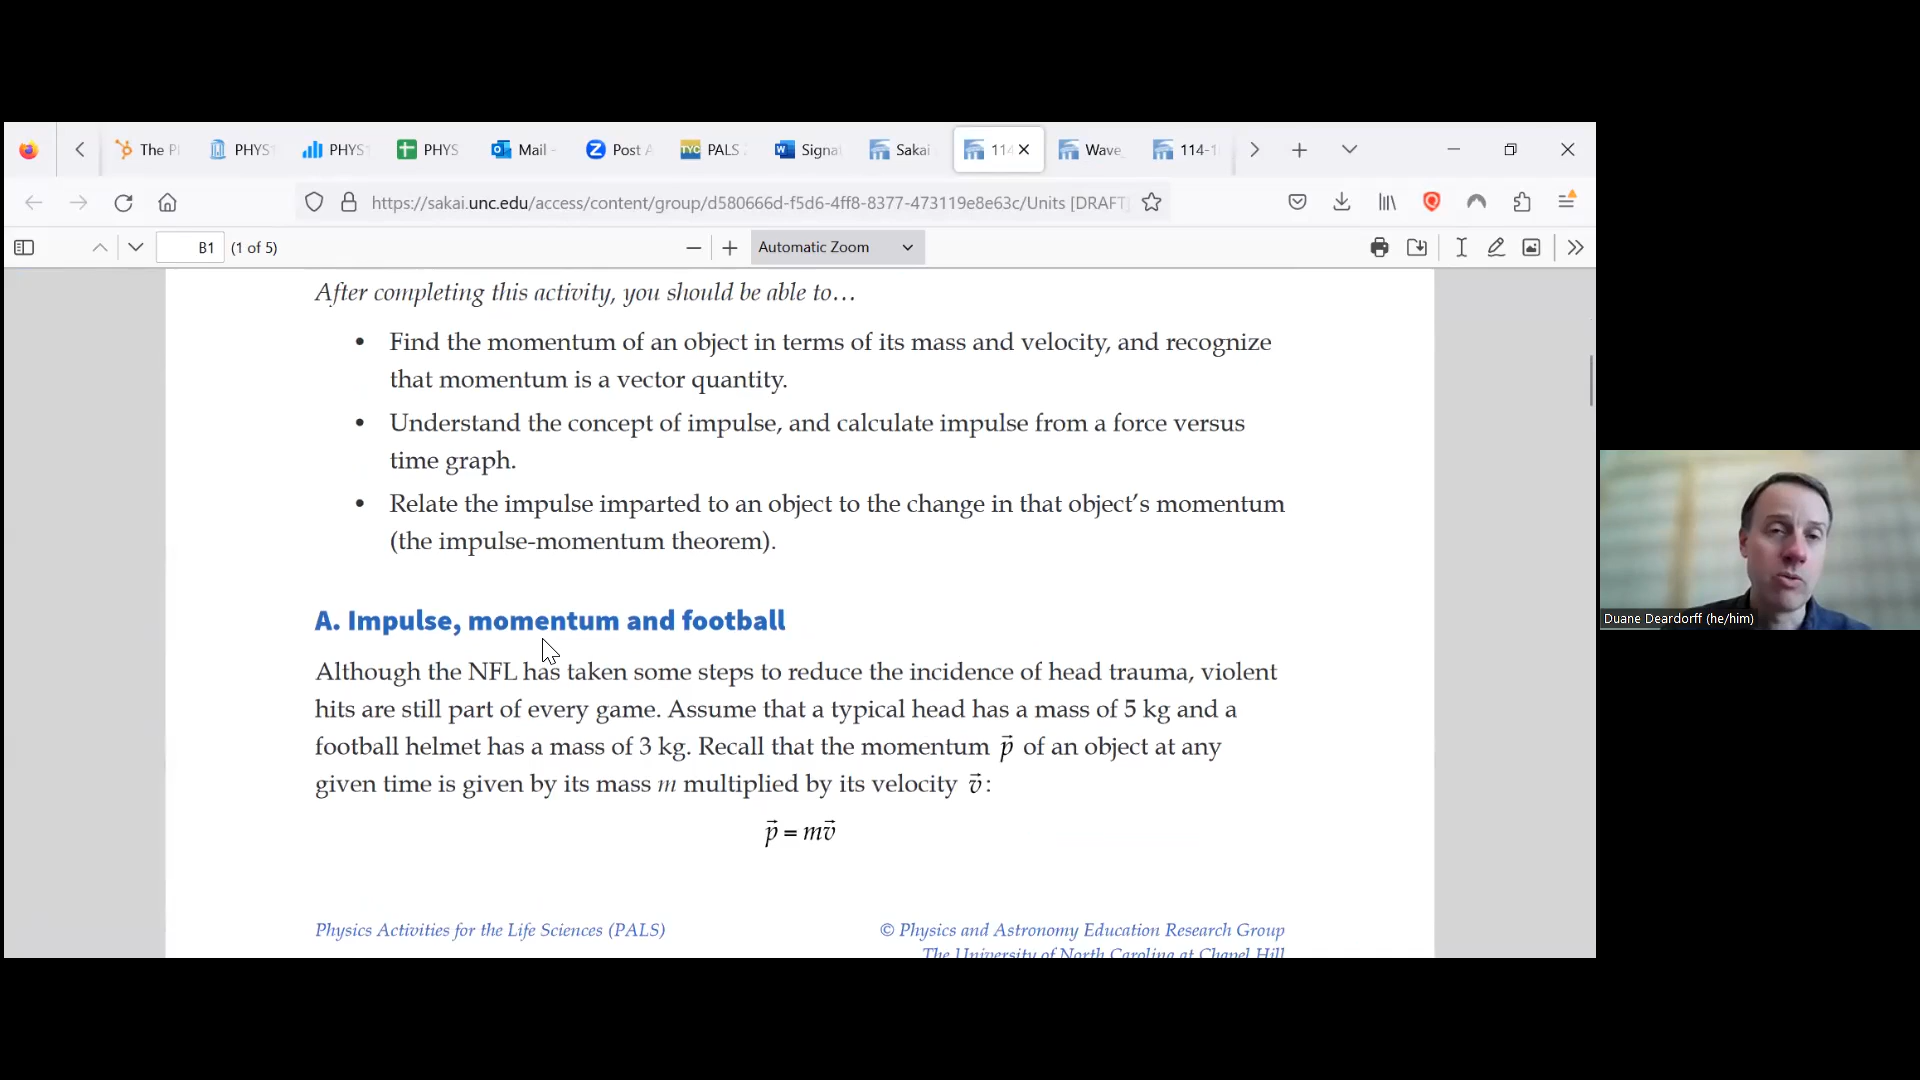 The P
PHYS
PHYS
PHYS
Mail -
Post A
PALS
Signa
Sakai
114
Wave_
114-1
https://sakai.unc.edu/access/content/group/d580666d-f5d6-4ff8-8377-473119e8e63c/Units [DRAFT]
B1 (1 of 5)
Automatic Zoom
After completing this activity, you should be able to…
• Find the momentum of an object in terms of its mass and velocity, and recognize
that momentum is a vector quantity.
• Understand the concept of impulse, and calculate impulse from a force versus
time graph.
• Relate the impulse imparted to an object to the change in that object’s momentum
(the impulse-momentum theorem).
A. Impulse, momentum and football
Although the NFL has taken some steps to reduce the incidence of head trauma, violent
hits are still part of every game. Assume that a typical head has a mass of 5 kg and a
football helmet has a mass of 3 kg. Recall that the momentum p⃗ of an object at any
given time is given by its mass m multiplied by its velocity v⃗:
p⃗ = mv⃗
Physics Activities for the Life Sciences (PALS)
© Physics and Astronomy Education Research Group
The University of North Carolina at Chapel Hill
Duane Deardorff (he/him)